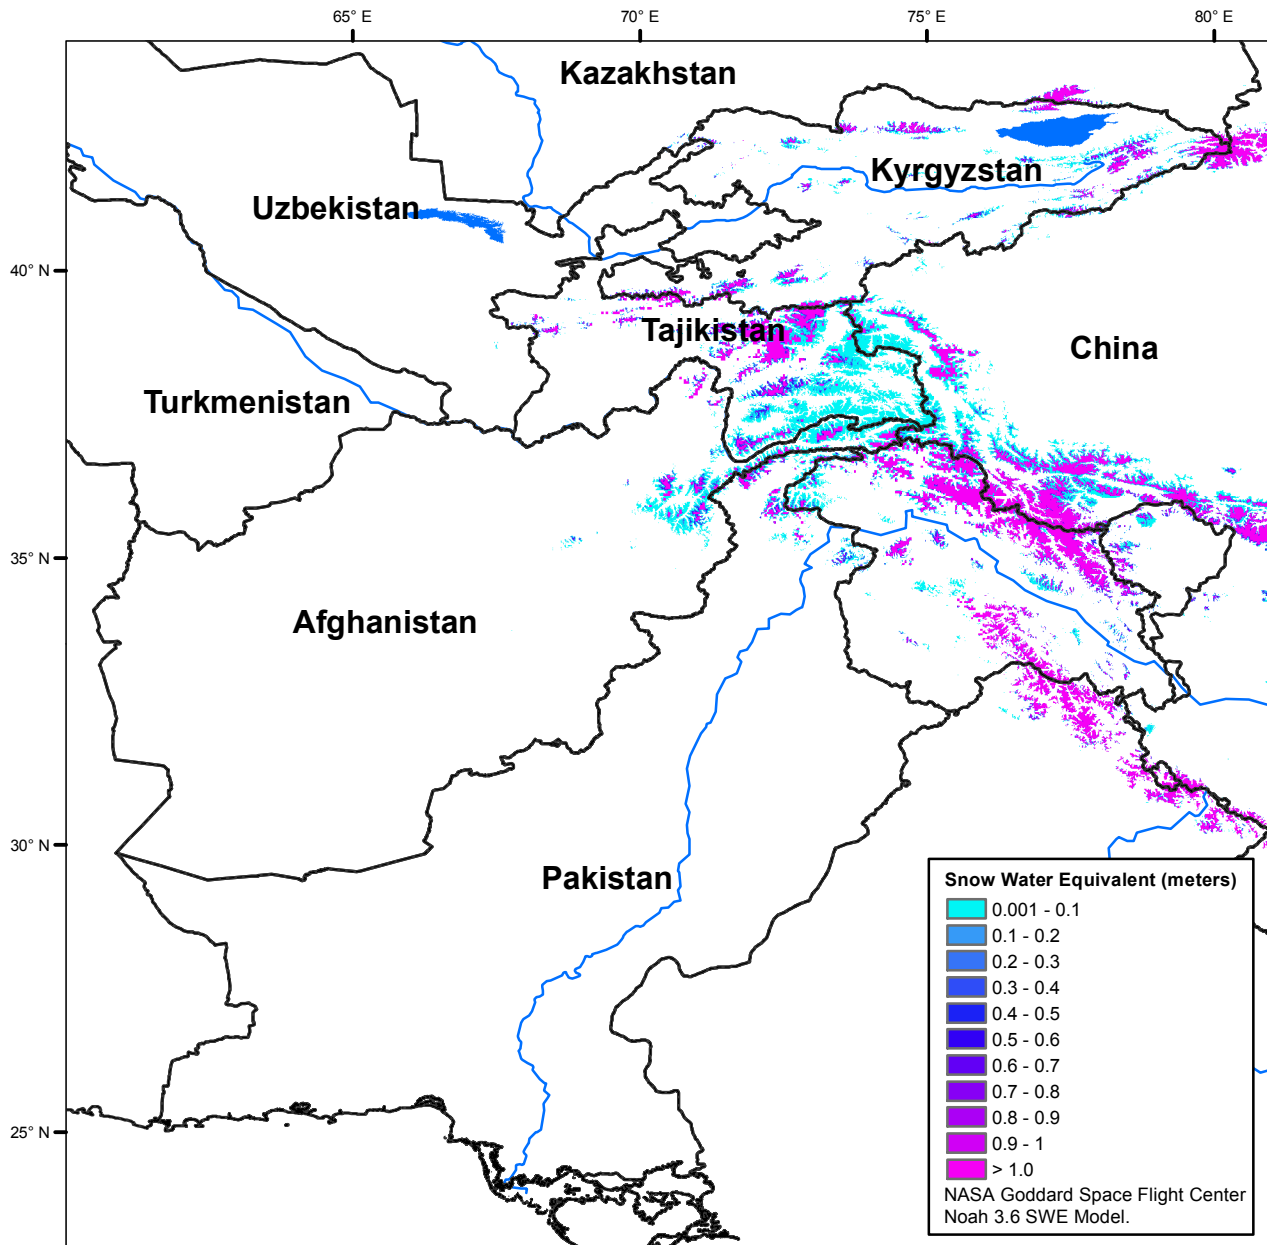 65° E
70° E
75° E
80° E
Kazakhstan
Kyrgyzstan
Uzbekistan
40° N
Tajikistan
China
Turkmenistan
35° N
Afghanistan
30° N
Pakistan
25° N
Snow Water Equivalent (meters)
0.001 - 0.1
0.1 - 0.2
0.2 - 0.3
0.3 - 0.4
0.4 - 0.5
0.5 - 0.6
0.6 - 0.7
0.7 - 0.8
0.8 - 0.9
0.9 - 1
> 1.0
NASA Goddard Space Flight Center
Noah 3.6 SWE Model.